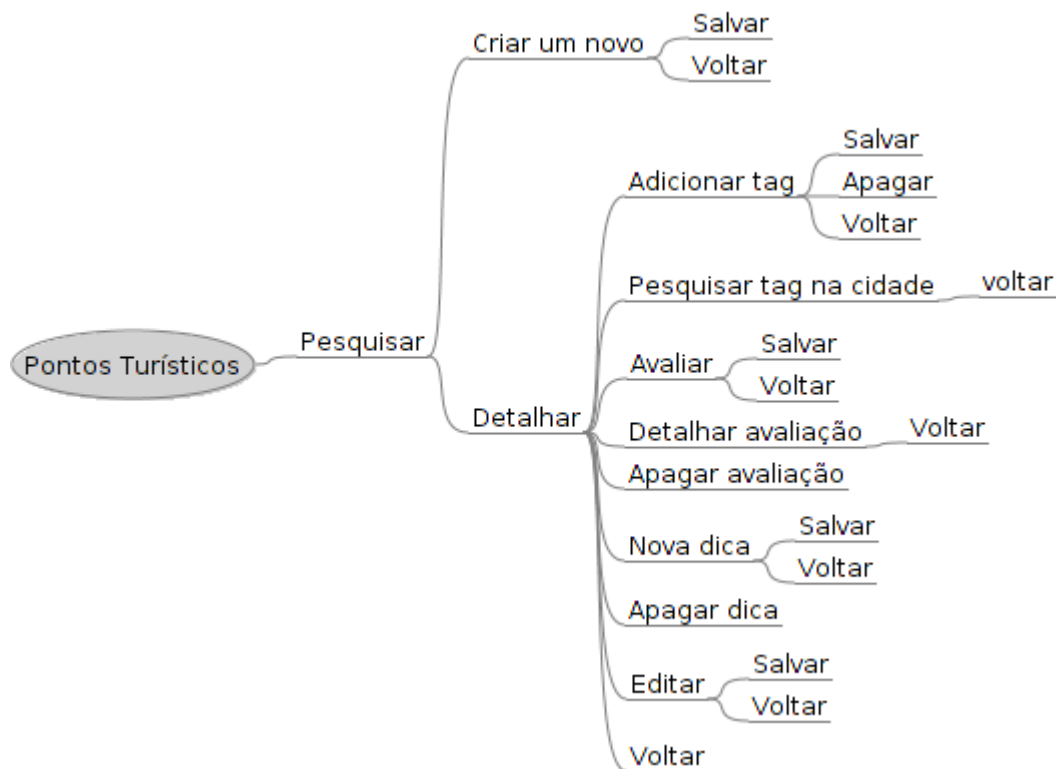 Pontos Turísticos
Pesquisar
Criar um novo
Salvar
Voltar
Detalhar
Adicionar tag
Salvar
Apagar
Voltar
Pesquisar tag na cidade
voltar
Avaliar
Salvar
Voltar
Detalhar avaliação
Voltar
Apagar avaliação
Nova dica
Salvar
Voltar
Apagar dica
Editar
Salvar
Voltar
Voltar